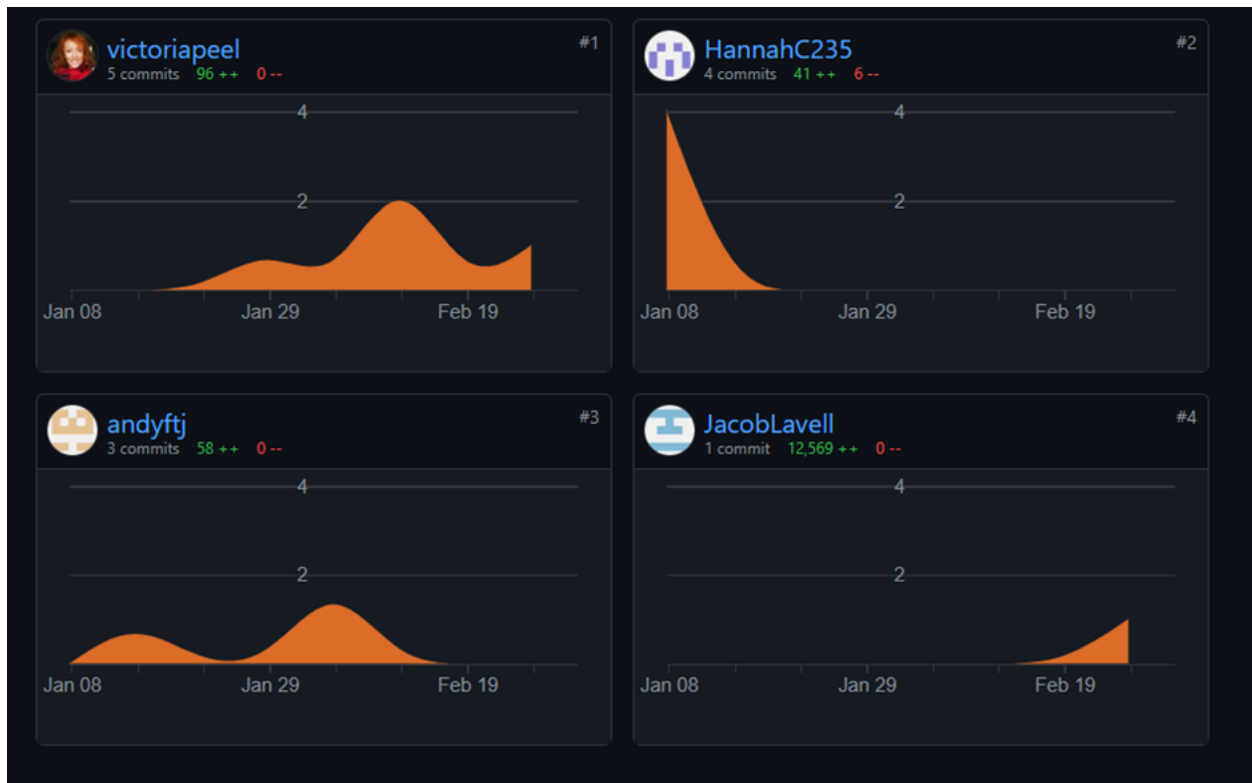 victoriapeel
#1
5 commits 96 ++ 0 --
4
2
Jan 08 Jan 29 Feb 19
HannahC235
#2
4 commits 41 ++ 6 --
4
2
Jan 08 Jan 29 Feb 19
andyftj
#3
3 commits 58 ++ 0 --
4
2
Jan 08 Jan 29 Feb 19
JacobLavell
#4
1 commit 12,569 ++ 0 --
4
2
Jan 08 Jan 29 Feb 19